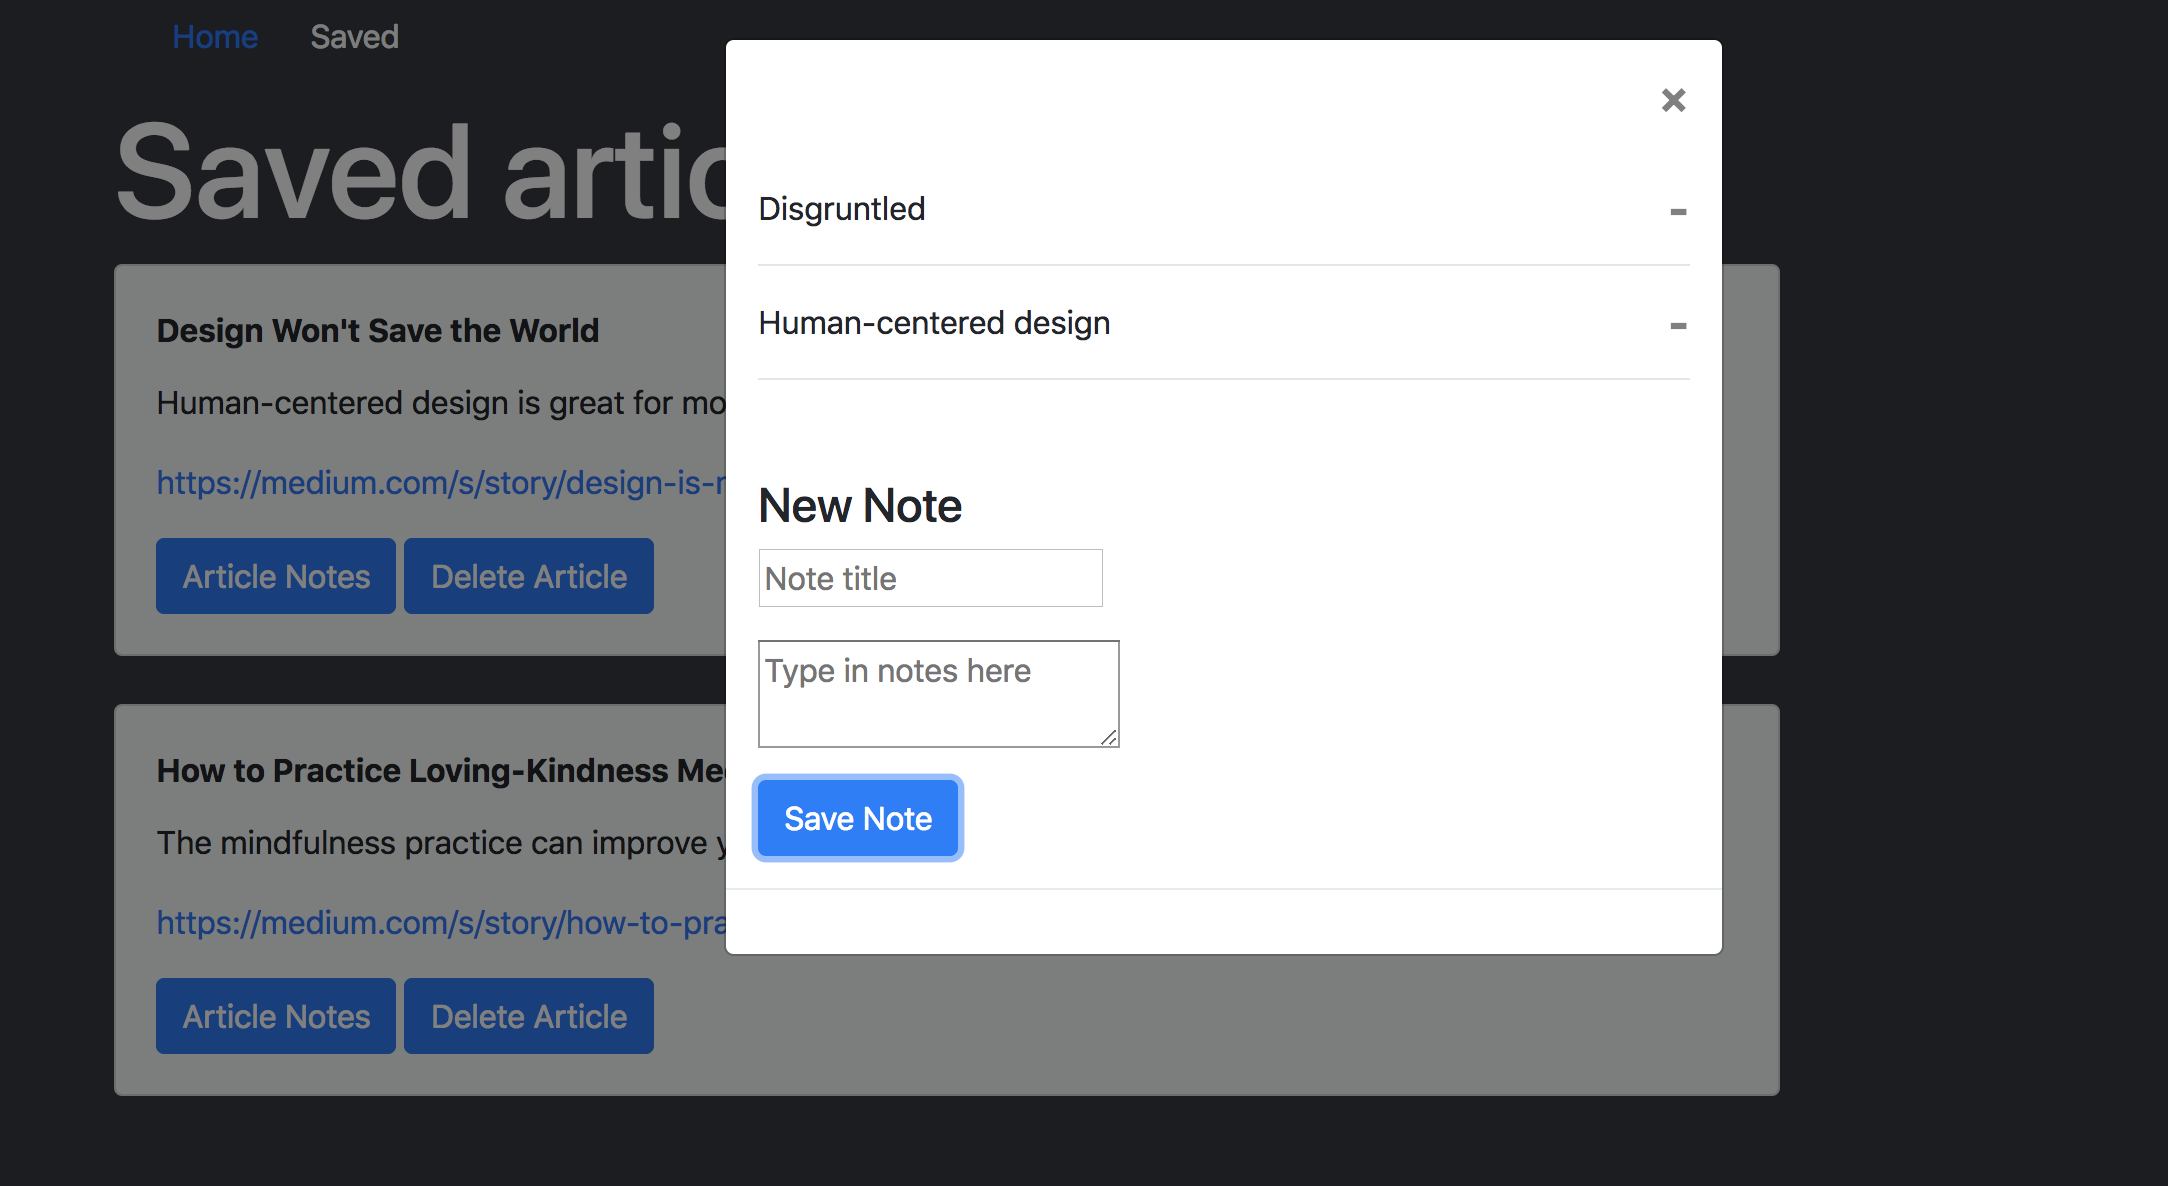 Home Saved
Saved artic
Design Won't Save the World
Human-centered design is great for mo
https://medium.com/s/story/design-is-
Article Notes Delete Article
How to Practice Loving-Kindness Me
The mindfulness practice can improve y
https://medium.com/s/story/how-to-pra
Article Notes Delete Article
×
Disgruntled -
Human-centered design -
New Note
Note title
Type in notes here
Save Note